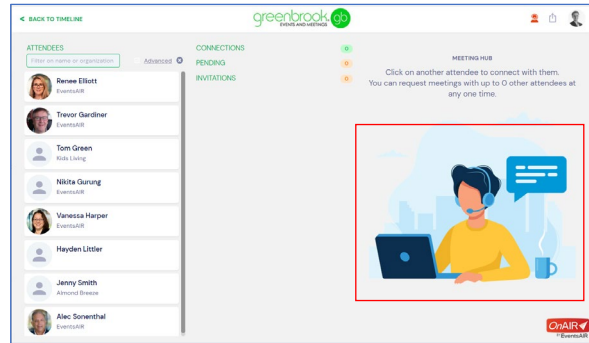 BACK TO TIMELINE
greenbrook. gb
EVENTS AND MEETINGS
ATTENDEES
Filter on name or organization
Advanced
Renee Elliott
EventsAIR
Trevor Gardiner
EventsAIR
Tom Green
Kids Living
Nikita Gurung
EventsAIR
Vanessa Harper
EventsAIR
Hayden Littler
Jenny Smith
Almond Breeze
Alec Sonenthal
EventsAIR
CONNECTIONS 0
PENDING 0
INVITATIONS 0
MEETING HUB
Click on another attendee to connect with them.
You can request meetings with up to 0 other attendees at
any one time.
OnAIR
BY EventsAIR